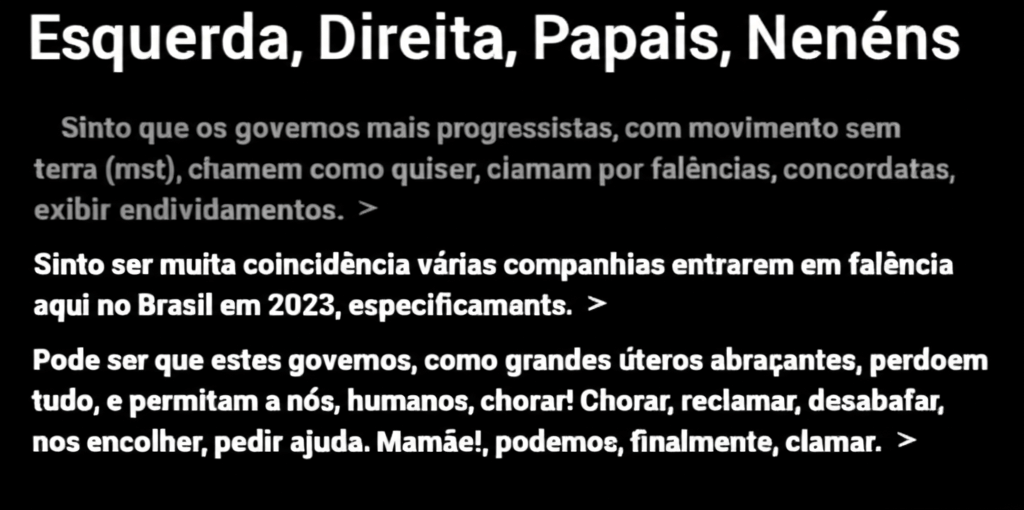 Esquerda, Direita, Papais, Nenéns
Sinto que os governos mais progressistas, com movimento sem
terra (mst), chamem como quiser, ciamam por falências, concordatas,
exibir endividamentos. >
Sinto ser muita coincidência várias companhias entrarem em falência
aqui no Brasil em 2023, especificamants. >
Pode ser que estes governos, como grandes úteros abraçantes, perdoem
tudo, e permitam a nós, humanos, chorar! Chorar, reclamar, desabafar,
nos encolher, pedir ajuda. Mamãe!, podemos, finalmente, clamar. >